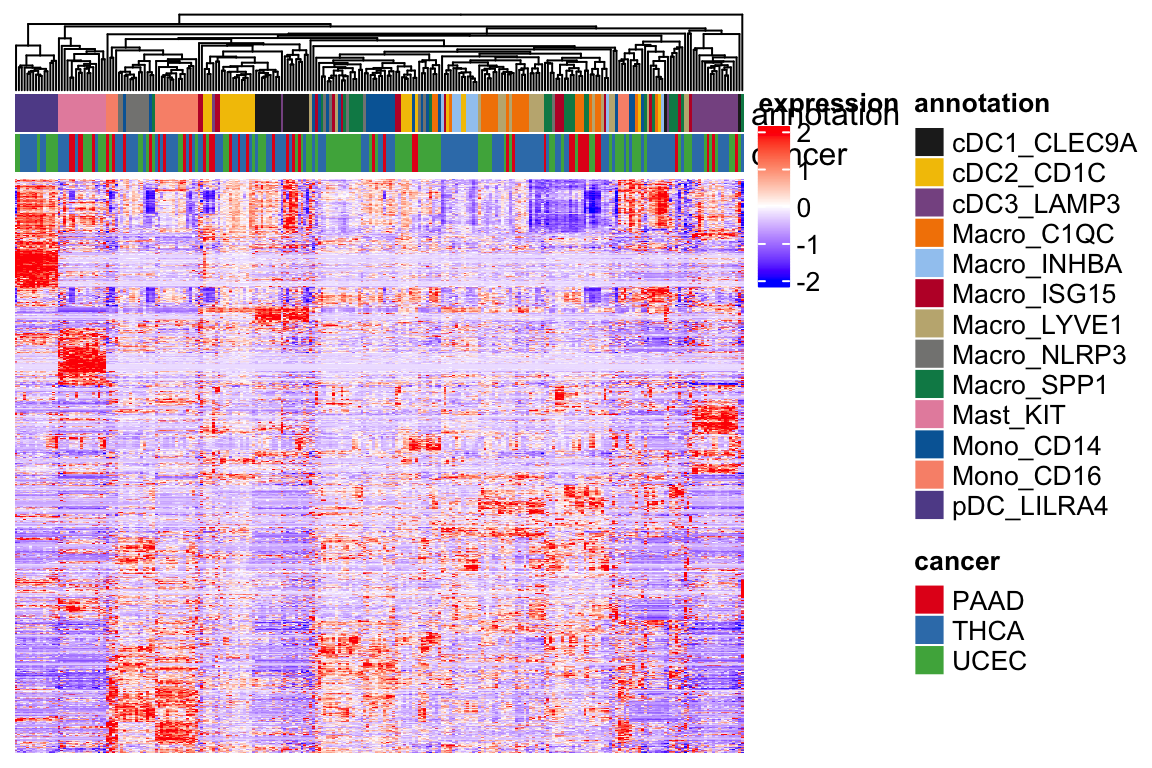 expression
annotation
cancer
2
1
0
-1
-2
annotation
cDC1_CLEC9A
cDC2_CD1C
cDC3_LAMP3
Macro_C1QC
Macro_INHBA
Macro_ISG15
Macro_LYVE1
Macro_NLRP3
Macro_SPP1
Mast_KIT
Mono_CD14
Mono_CD16
pDC_LILRA4
cancer
PAAD
THCA
UCEC